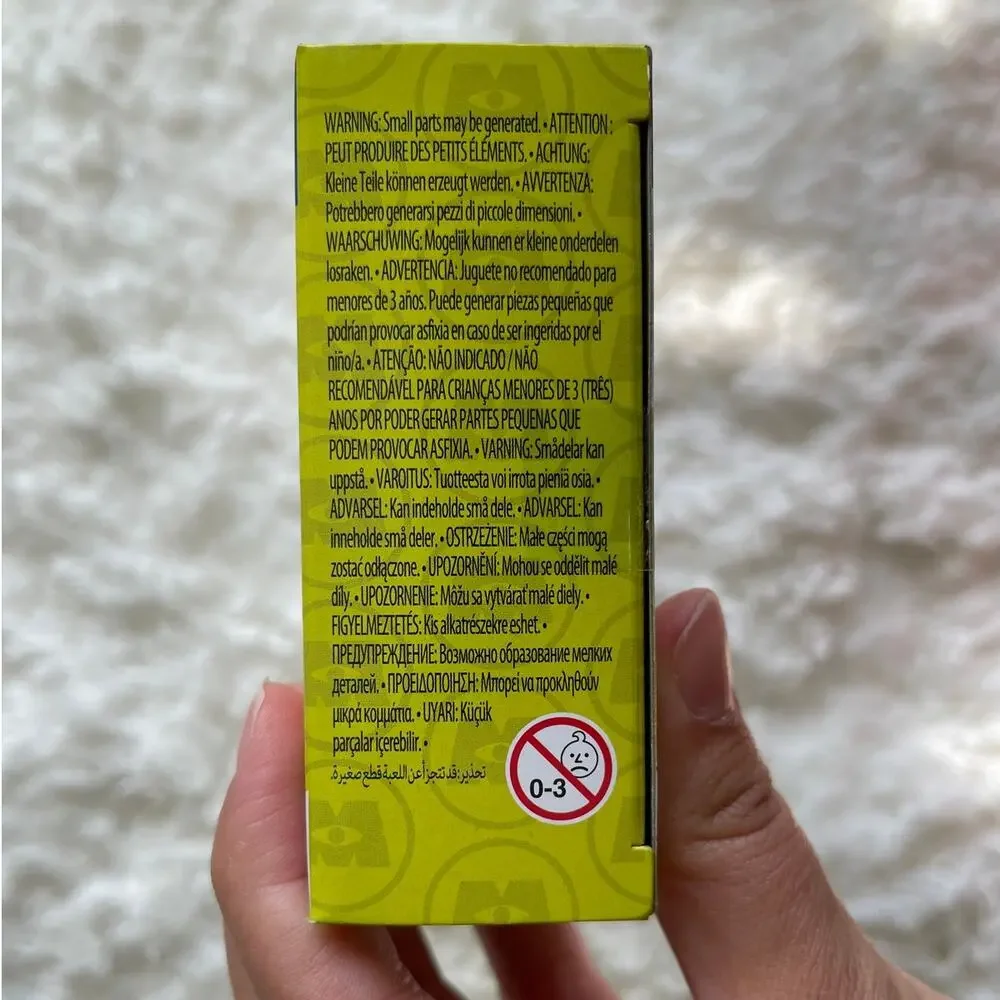 WARNING: Small parts may be generated. • ATTENTION :
PEUT PRODUIRE DES PETITS ÉLÉMENTS. • ACHTUNG:
Kleine Teile können erzeugt werden. • AVVERTENZA:
Potrebbero generarsi pezzi di piccole dimensioni. •
WAARSCHUWING: Mogelijk kunnen er kleine onderdelen
losraken. • ADVERTENCIA: Juguete no recomendado para
menores de 3 años. Puede generar piezas pequeñas que
podrían provocar asfixia en caso de ser ingeridas por el
niño/a. • ATENÇÃO: NÃO INDICADO / NÃO
RECOMENDÁVEL PARA CRIANÇAS MENORES DE 3 (TRÊS)
ANOS POR PODER GERAR PARTES PEQUENAS QUE
PODEM PROVOCAR ASFIXIA. • VARNING: Smådelar kan
uppstå. • VAROITUS: Tuotteesta voi irrota pieniä osia. •
ADVARSEL: Kan indeholde små dele. • ADVARSEL: Kan
inneholde små deler. • OSTRZEŻENIE: Małe części mogą
zostać odłączone. • UPOZORNĚNÍ: Mohou se oddělit malé
díly. • UPOZORNENIE: Môžu sa vytvárať malé diely. •
FIGYELMEZTETÉS: Kis alkatrészekre eshet. •
ПРЕДУПРЕЖДЕНИЕ: Возможно образование мелких
деталей. • ΠΡΟΕΙΔΟΠΟΙΗΣΗ: Μπορεί να προκληθούν
μικρά κομμάτια. • UYARI: Küçük
parçalar içerebilir. •
تحذير: قد تتجزأ عن اللعبة قطع صغيرة.
0-3